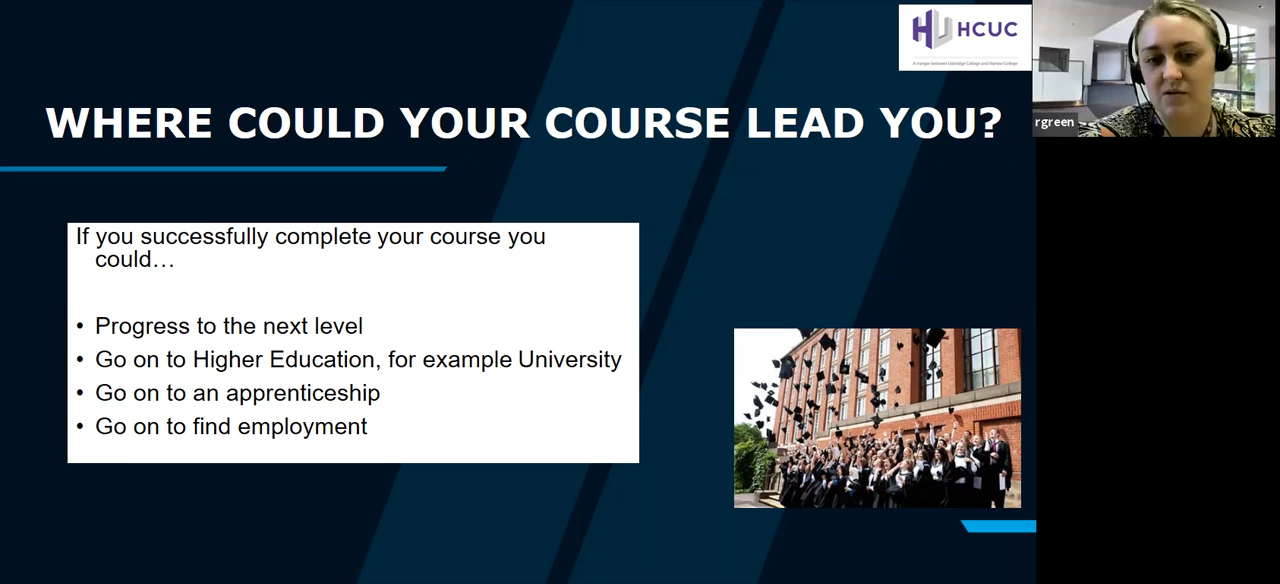 HCUC
A merger between Uxbridge College and Harrow College
WHERE COULD YOUR COURSE LEAD YOU?
rgreen
If you successfully complete your course you
could…
• Progress to the next level
• Go on to Higher Education, for example University
• Go on to an apprenticeship
• Go on to find employment